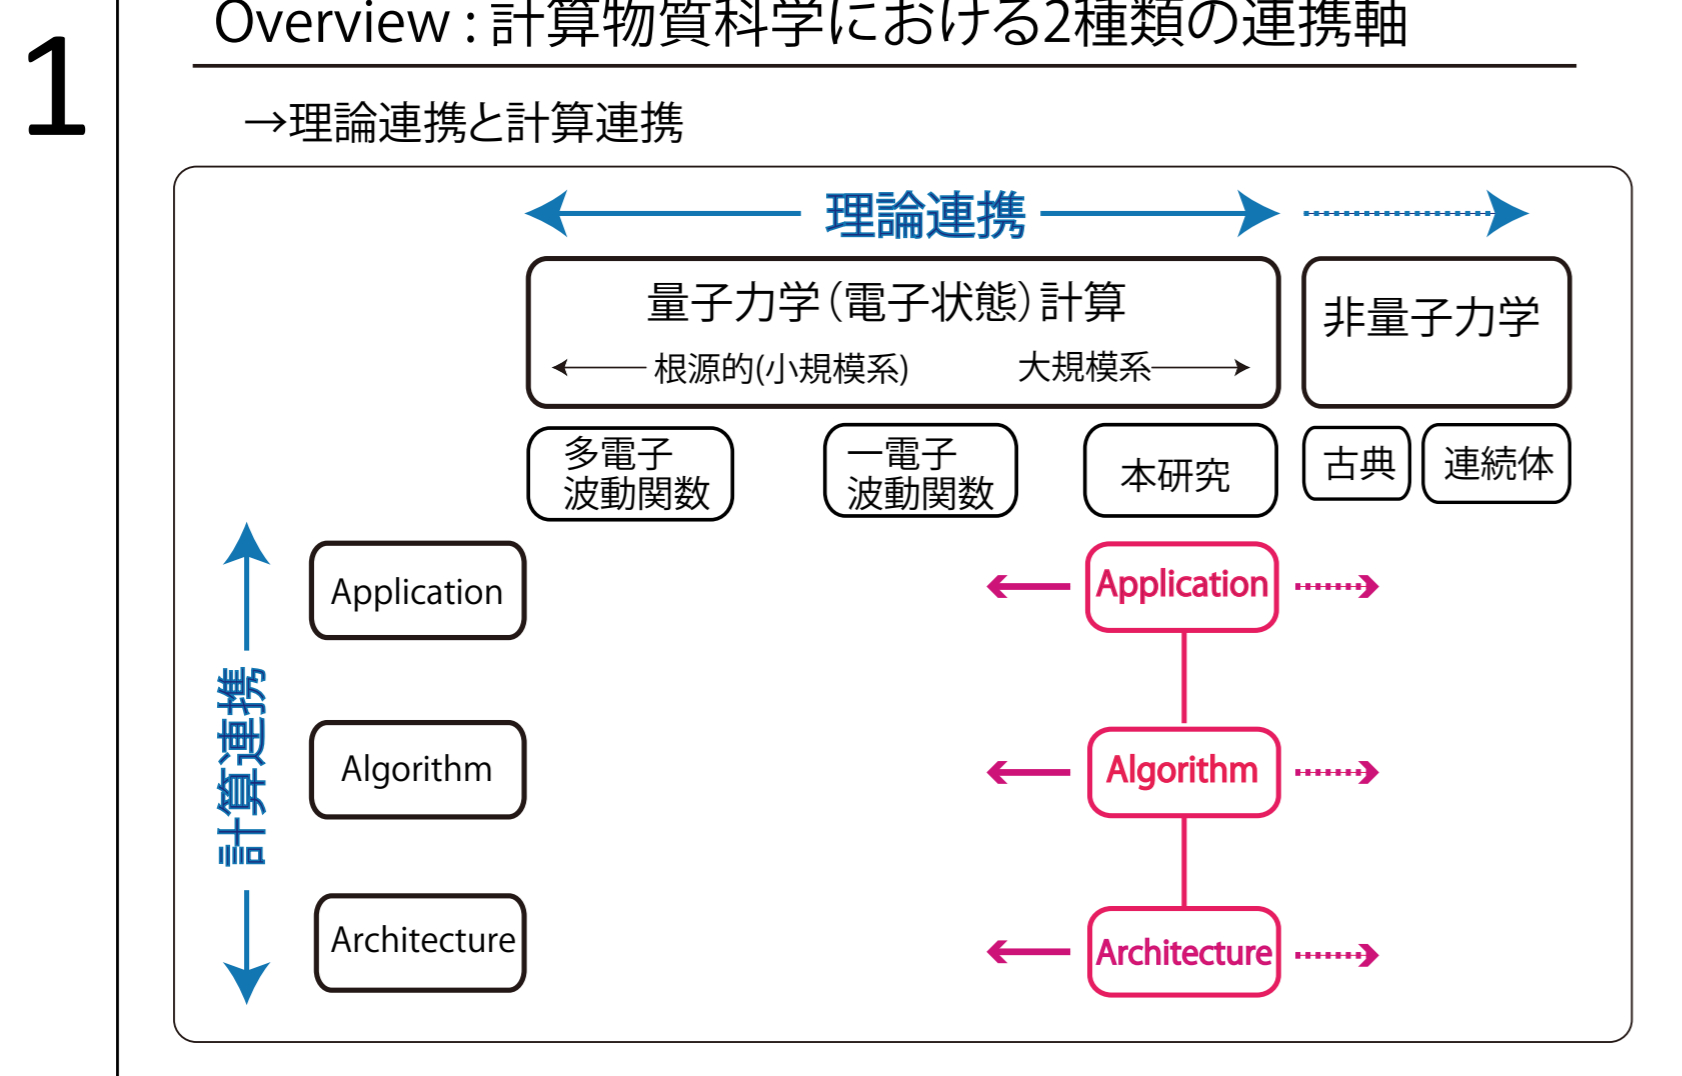 1
Overview : 計算物質科学における2種類の連携軸
→理論連携と計算連携
理論連携
量子力学(電子状態)計算
非量子力学
根源的(小規模系)
大規模系
多電子
波動関数
一電子
波動関数
本研究
古典
連続体
計算連携
Application
Application
Algorithm
Algorithm
Architecture
Architecture